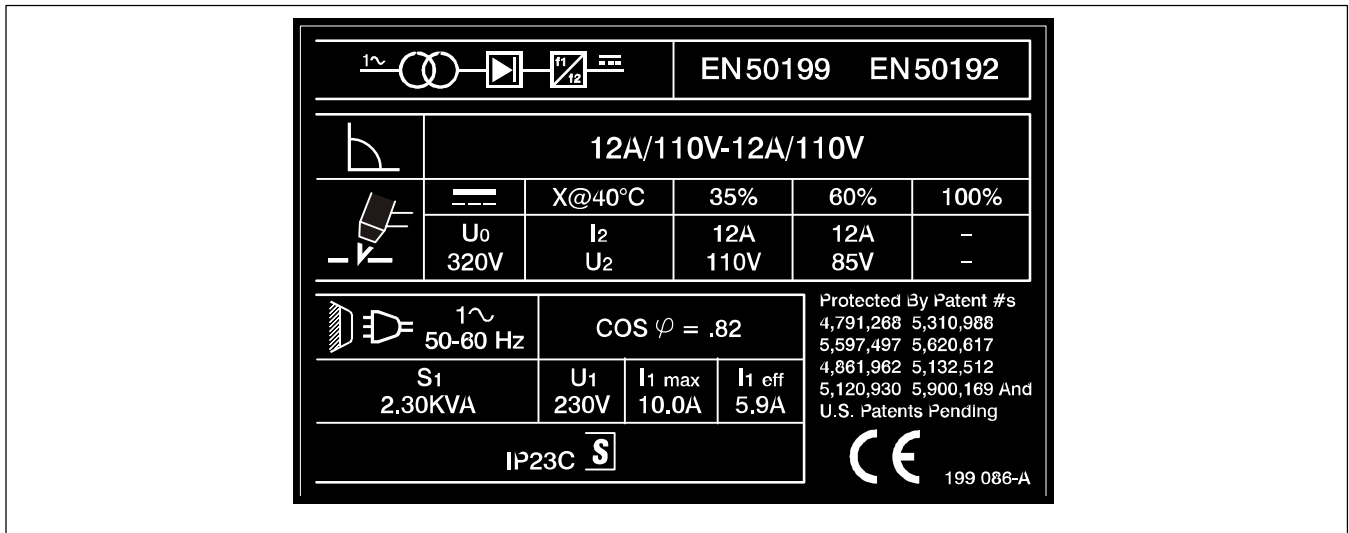 1~ f1 f2 EN50199 EN50192
12A/110V-12A/110V
X@40°C 35% 60% 100%
U0 I2 12A 12A –
320V U2 110V 85V –
1~
50-60 Hz
COS φ = .82
S1 U1 I1 max I1 eff
2.30KVA 230V 10.0A 5.9A
IP23C S
Protected By Patent #s
4,791,268 5,310,988
5,597,497 5,620,617
4,861,962 5,132,512
5,120,930 5,900,169 And
U.S. Patents Pending
CE 199 086-A